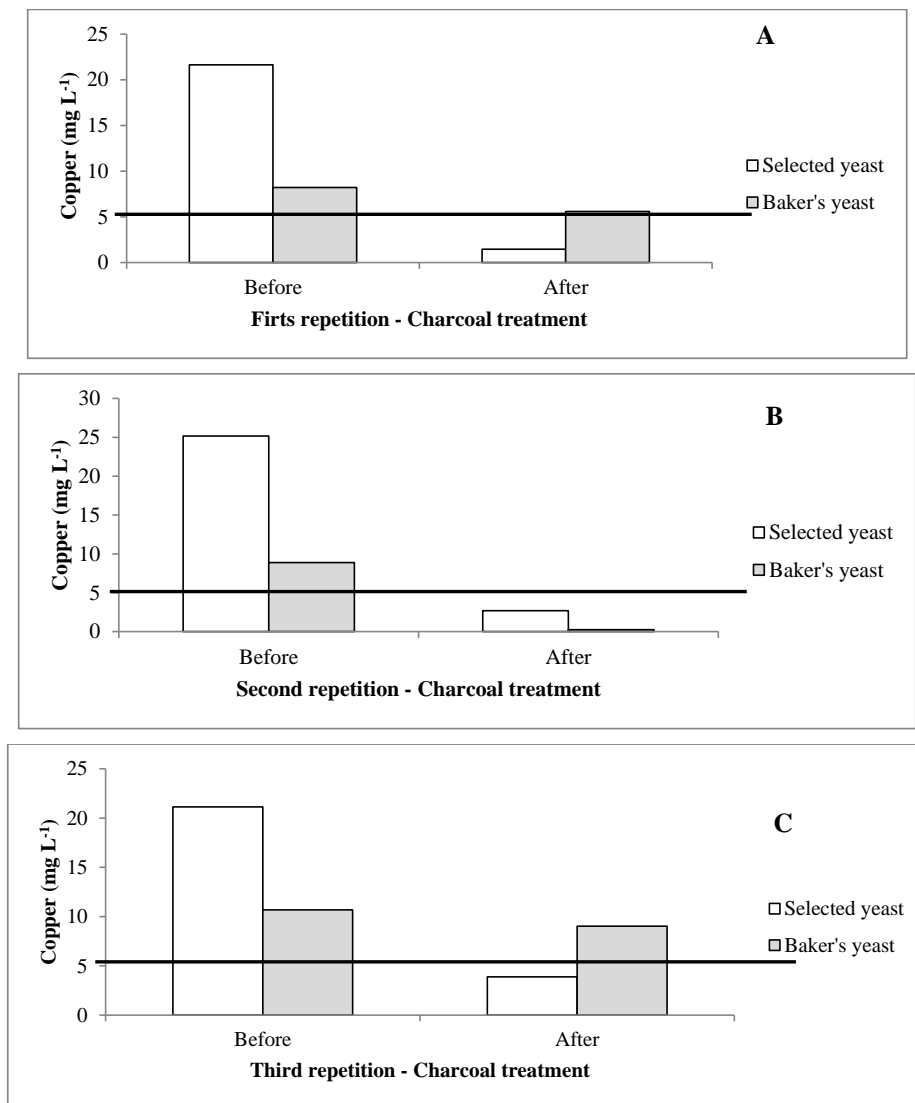 A
Copper (mg L-1)
25
20
15
10
5
0
Before After
Firts repetition - Charcoal treatment
Selected yeast
Baker's yeast
B
Copper (mg L-1)
30
25
20
15
10
5
0
Before After
Second repetition - Charcoal treatment
Selected yeast
Baker's yeast
C
Copper (mg L-1)
25
20
15
10
5
0
Before After
Third repetition - Charcoal treatment
Selected yeast
Baker's yeast